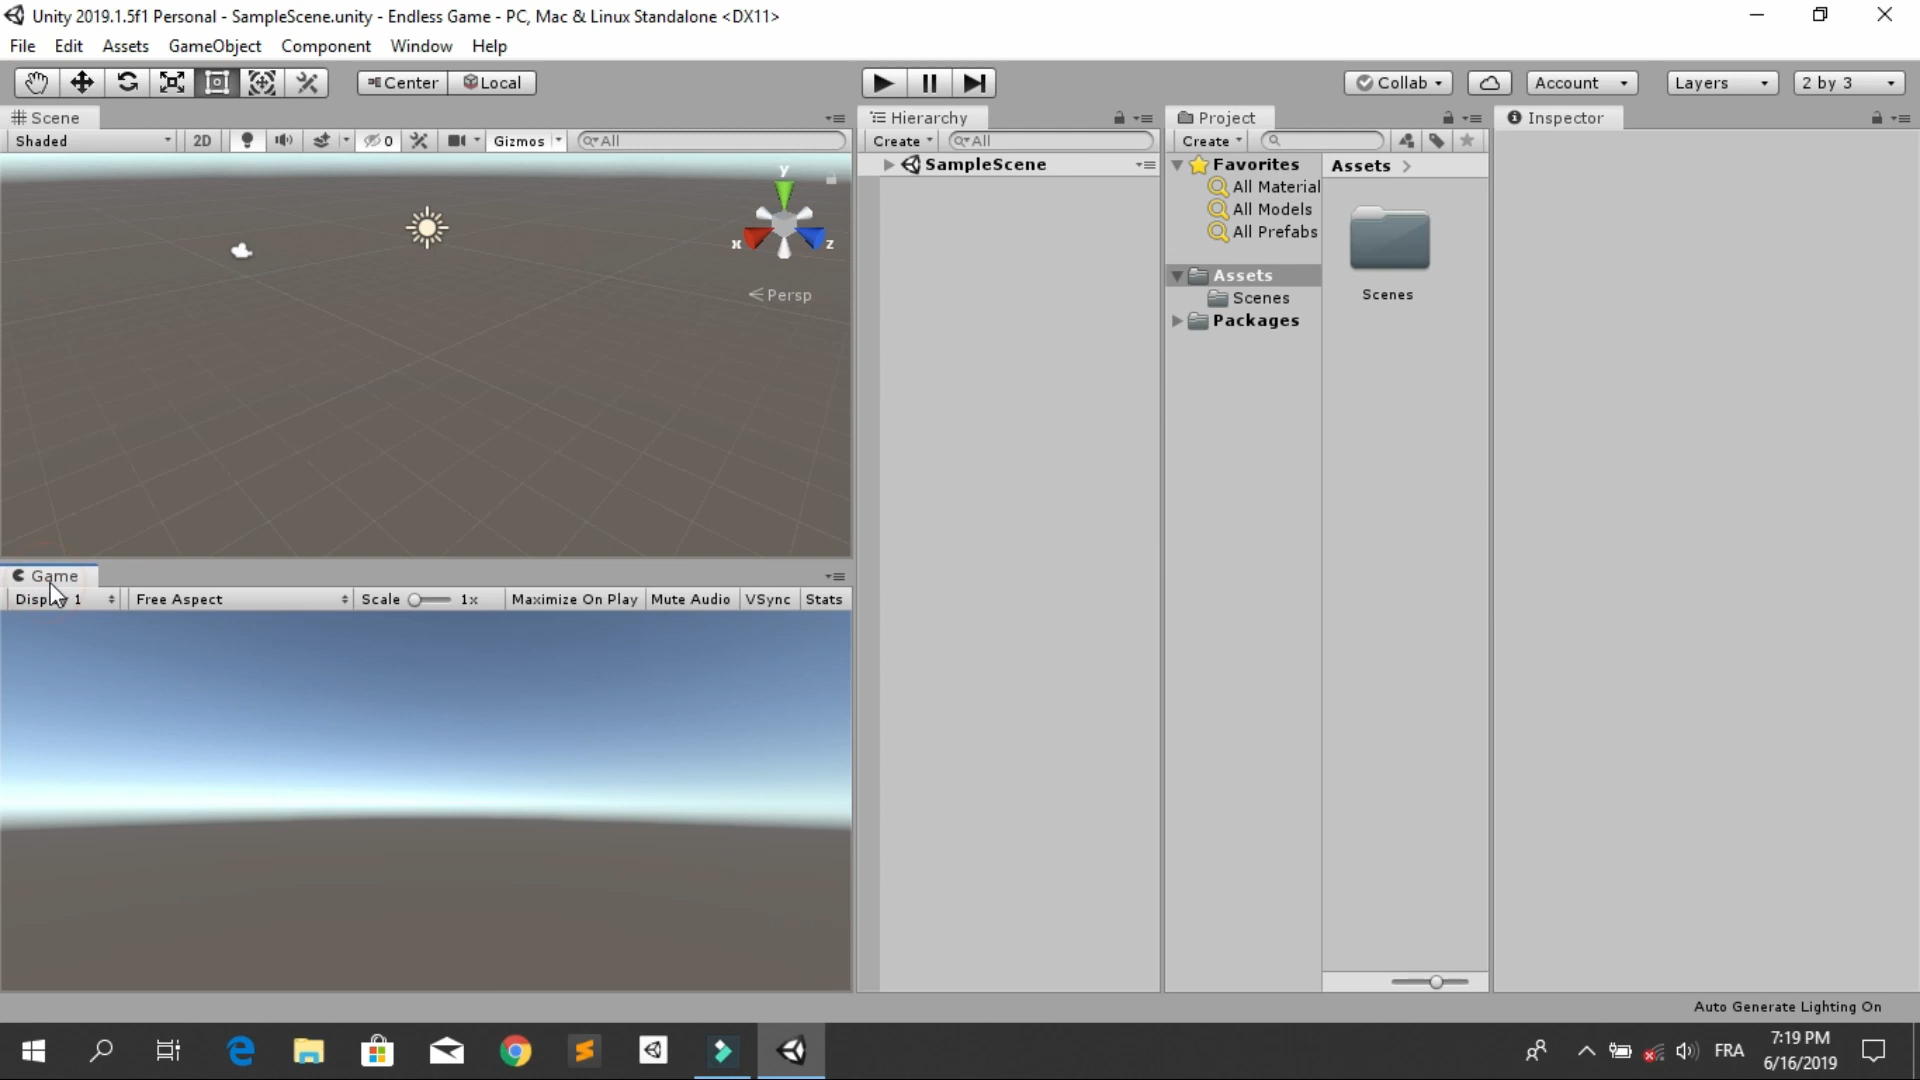 Unity 2019.1.5f1 Personal - SampleScene.unity - Endless Game - PC, Mac & Linux Standalone <DX11>
File Edit Assets GameObject Component Window Help
Center Local Collab Account Layers 2 by 3
Scene
Shaded 2D 0 Gizmos All
y
x z
Persp
Game
Display 1 Free Aspect Scale 1x Maximize On Play Mute Audio VSync Stats
Hierarchy
Create All
SampleScene
Project
Create
Favorites
All Material
All Models
All Prefabs
Assets
Scenes
Packages
Assets
Scenes
Inspector
Auto Generate Lighting On
FRA
7:19 PM
6/16/2019